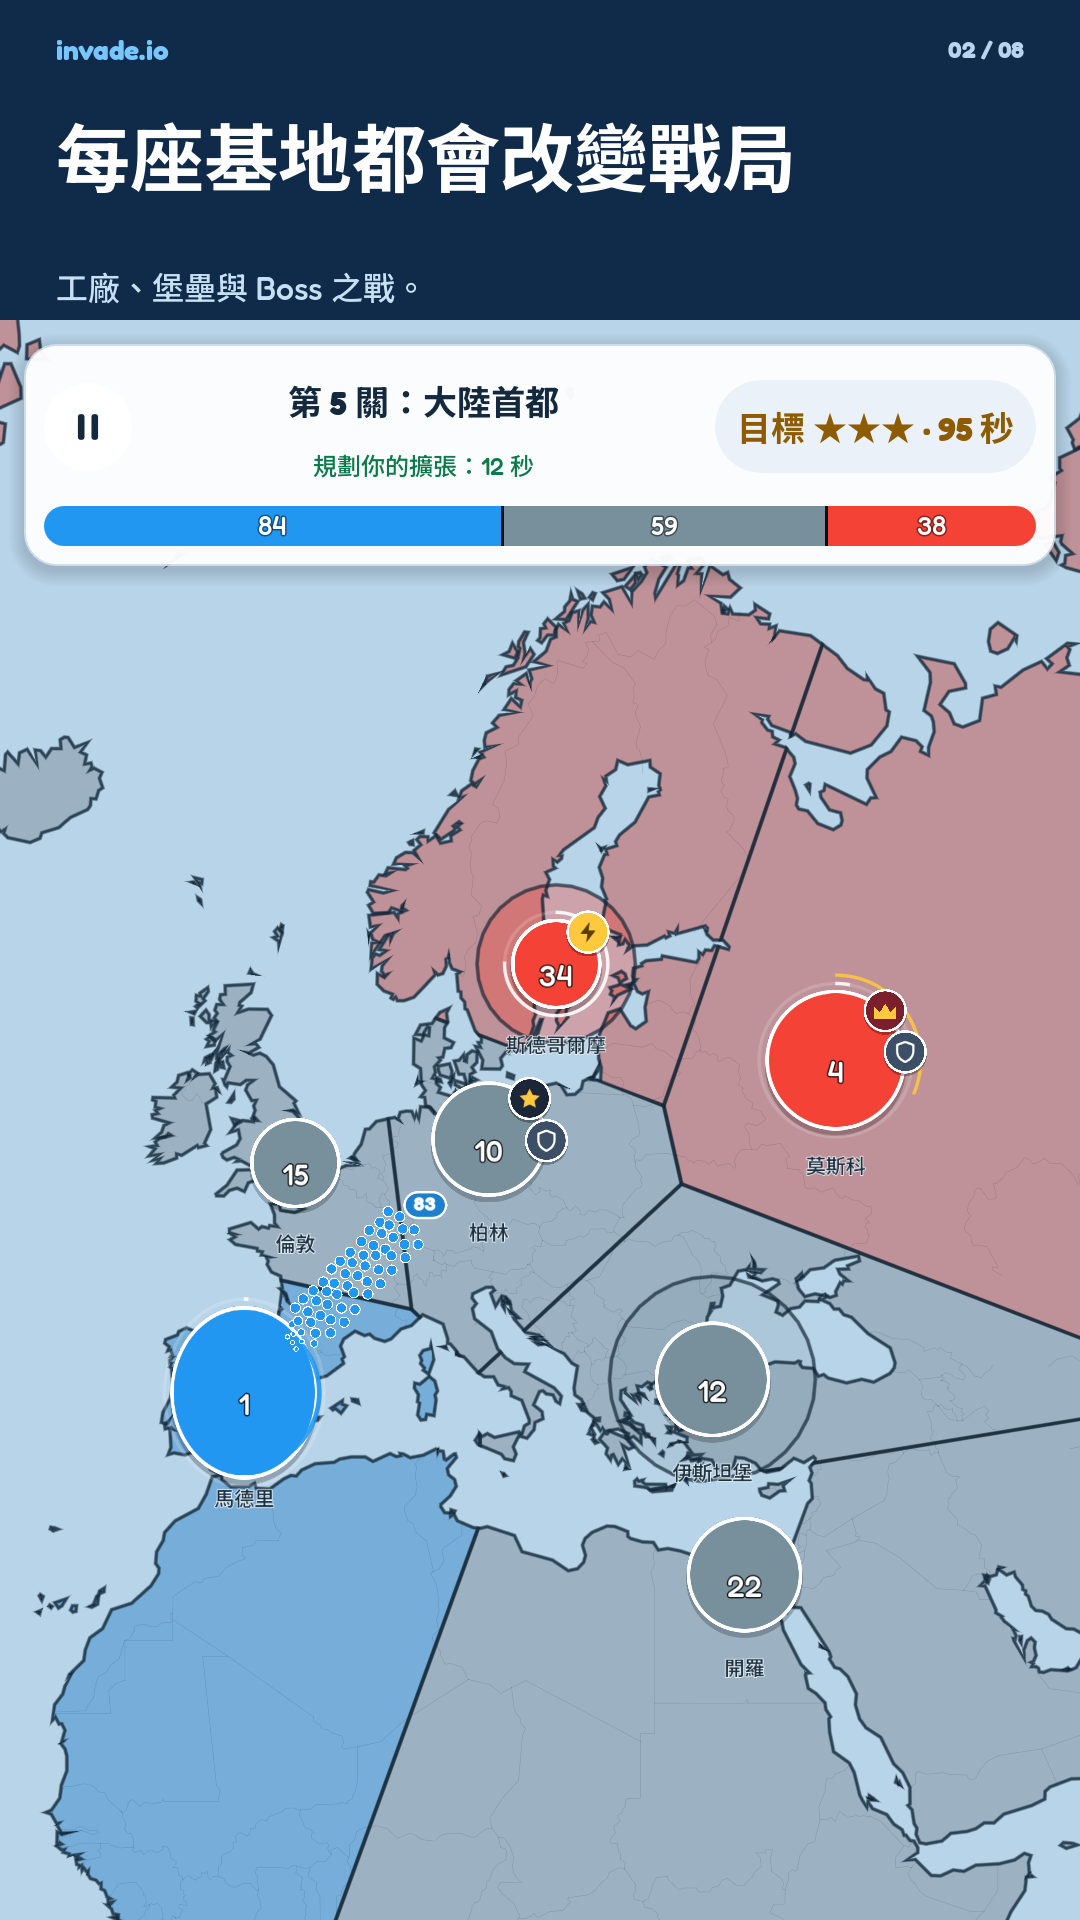 invade.io
02 / 08
每座基地都會改變戰局
工廠、堡壘與 Boss 之戰。
第 5 關：大陸首都
目標 ★★★ · 95 秒
規劃你的擴張：12 秒
84
59
38
34
斯德哥爾摩
4
莫斯科
10
柏林
15
倫敦
83
1
馬德里
12
伊斯坦堡
22
開羅